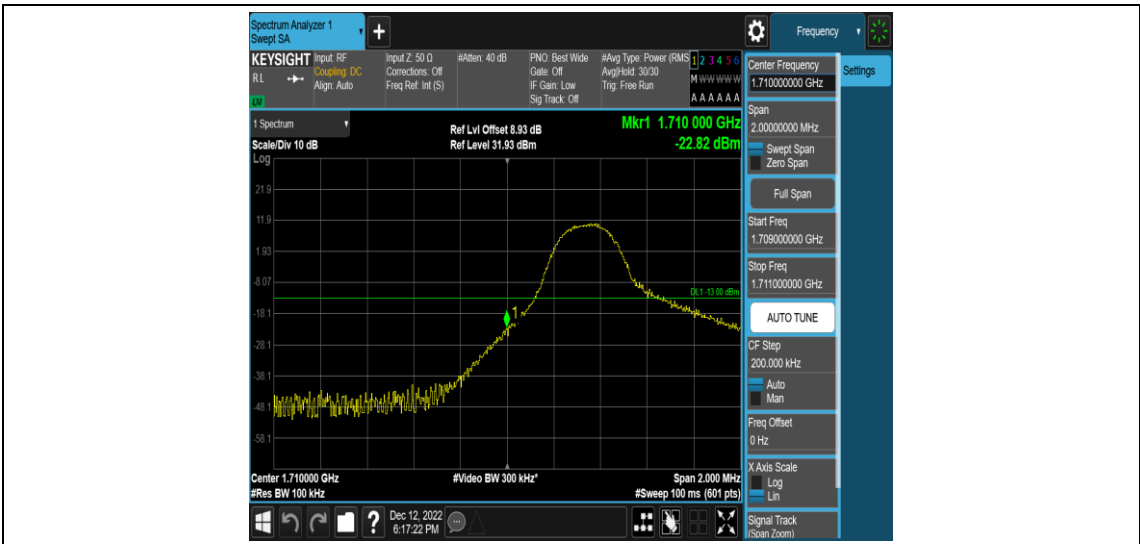 Spectrum Analyzer 1
Swept SA
Frequency
KEYSIGHT
RL
LXI
Input: RF
Coupling: DC
Align: Auto
Input Z: 50 Ω
Corrections: Off
Freq Ref: Int (S)
#Atten: 40 dB
PNO: Best Wide
Gate: Off
IF Gain: Low
Sig Track: Off
#Avg Type: Power (RMS
Avg|Hold: 30/30
Trig: Free Run
1 2 3 4 5 6
M W W W W W
A A A A A A
1 Spectrum
Scale/Div 10 dB
Log
Ref Lvl Offset 8.93 dB
Ref Level 31.93 dBm
Mkr1 1.710 000 GHz
-22.82 dBm
21.9
11.9
1.93
-8.07
-18.1
-28.1
-38.1
-48.1
-58.1
DL1 -13.00 dBm
1
Center 1.710000 GHz
#Res BW 100 kHz
#Video BW 300 kHz*
Span 2.000 MHz
#Sweep 100 ms (601 pts)
Center Frequency
1.710000000 GHz
Settings
Span
2.00000000 MHz
Swept Span
Zero Span
Full Span
Start Freq
1.709000000 GHz
Stop Freq
1.711000000 GHz
AUTO TUNE
CF Step
200.000 kHz
Auto
Man
Freq Offset
0 Hz
X Axis Scale
Log
Lin
Signal Track
(Span Zoom)
?
Dec 12, 2022
6:17:22 PM